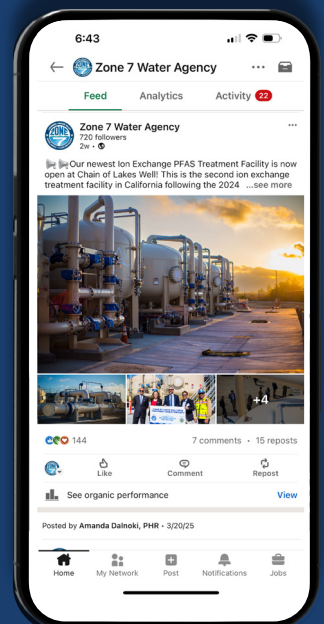 6:43
Zone 7 Water Agency
Feed Analytics Activity 22
ZONE 7
Zone 7 Water Agency
720 followers
2w •
Our newest Ion Exchange PFAS Treatment Facility is now
open at Chain of Lakes Well! This is the second ion exchange
treatment facility in California following the 2024 ...see more
+4
144 7 comments • 15 reposts
Like Comment Repost
See organic performance View
Posted by Amanda Dalnoki, PHR • 3/20/25
Home My Network Post Notifications Jobs